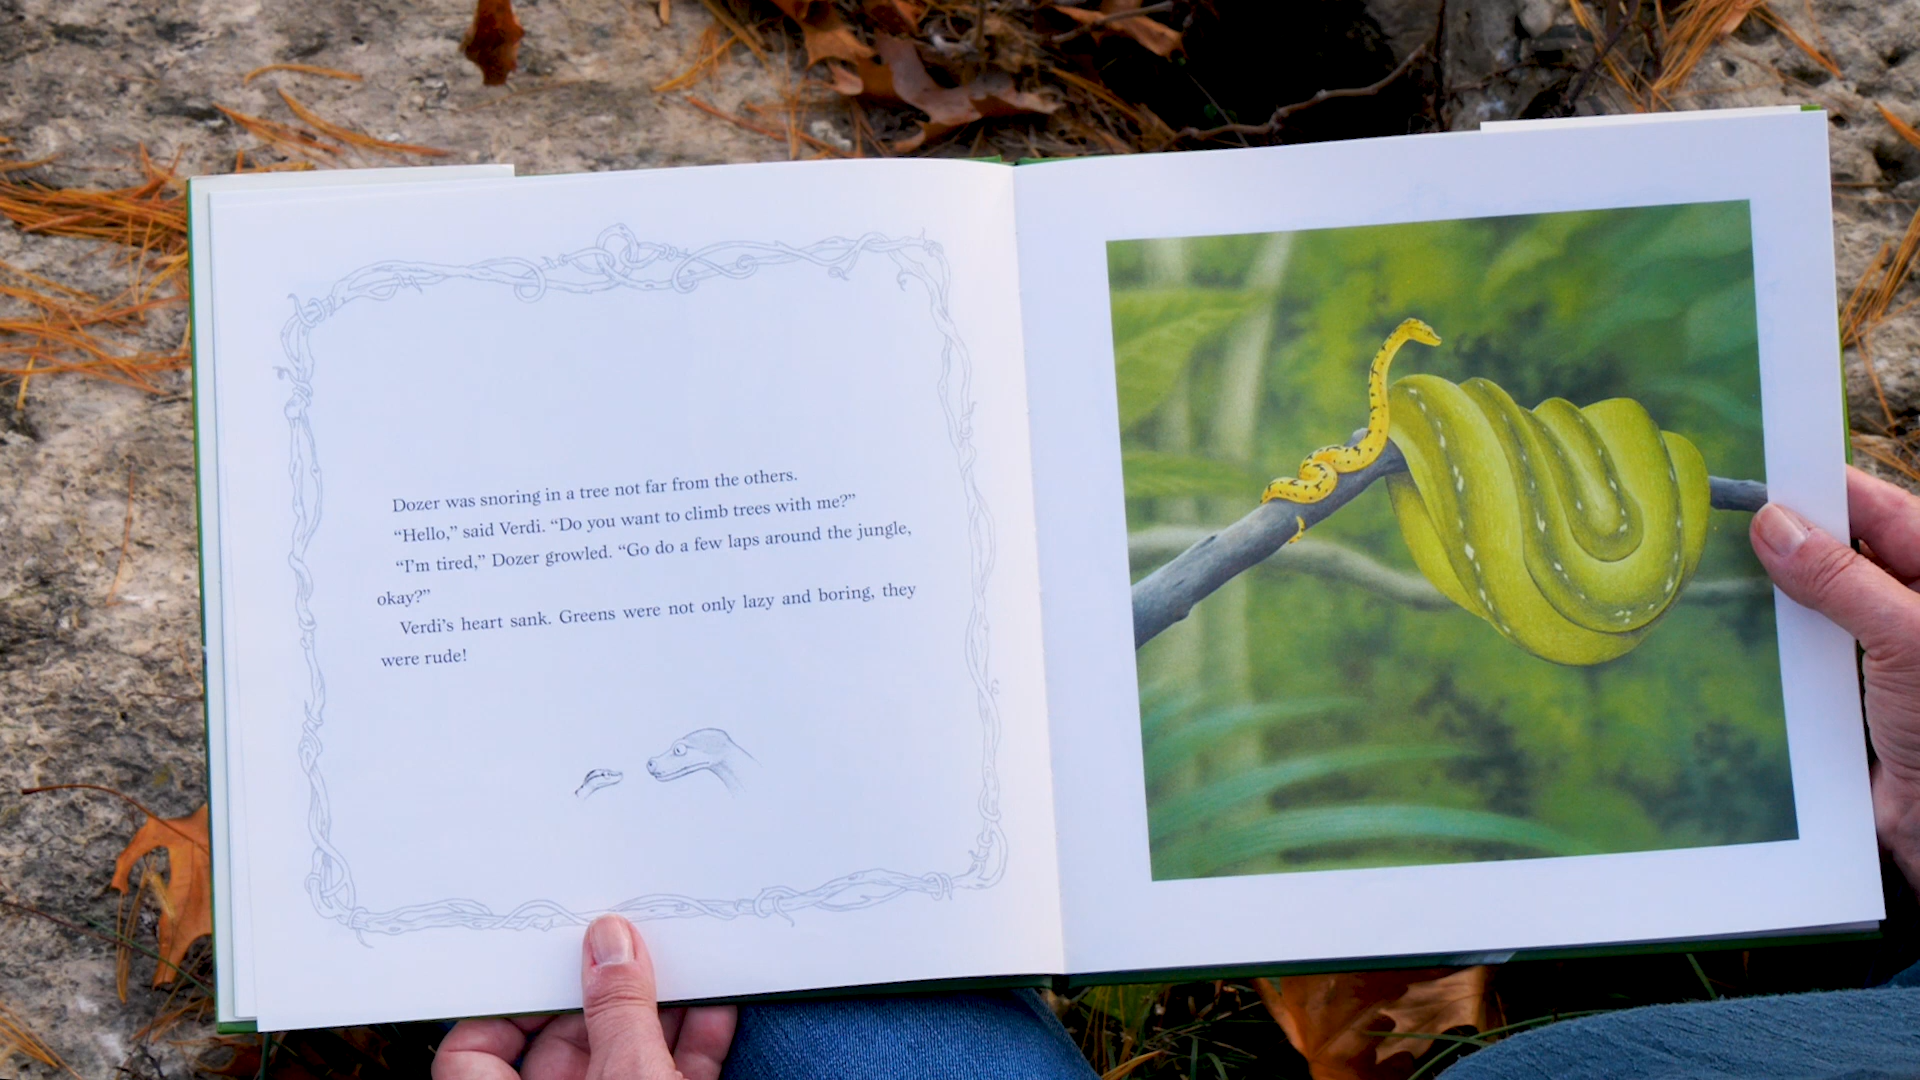 Dozer was snoring in a tree not far from the others.
“Hello,” said Verdi. “Do you want to climb trees with me?”
“I’m tired,” Dozer growled. “Go do a few laps around the jungle,
okay?”
Verdi’s heart sank. Greens were not only lazy and boring, they
were rude!